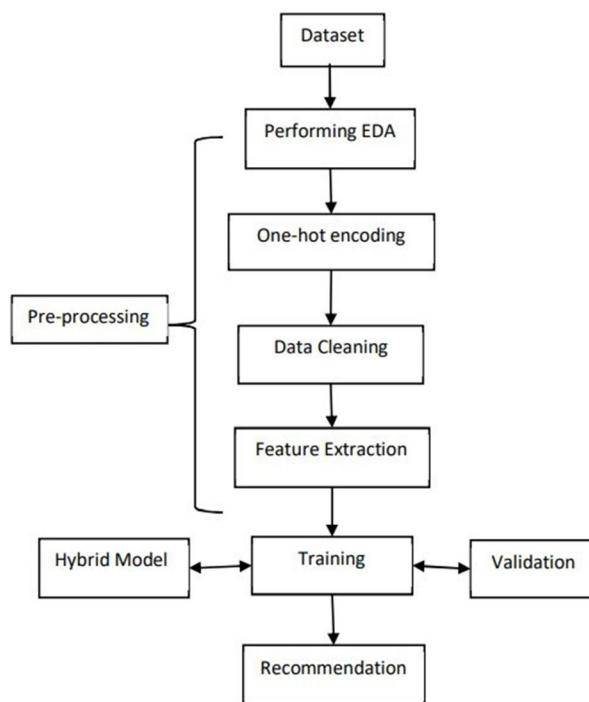 Dataset
Performing EDA
One-hot encoding
Pre-processing
Data Cleaning
Feature Extraction
Hybrid Model
Training
Validation
Recommendation